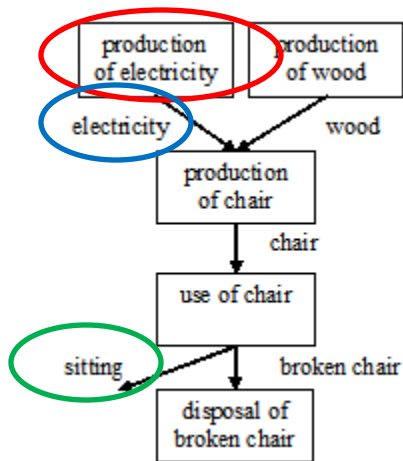 production
of electricity
production
of wood
electricity
wood
production
of chair
chair
use of chair
sitting
broken chair
disposal of
broken chair